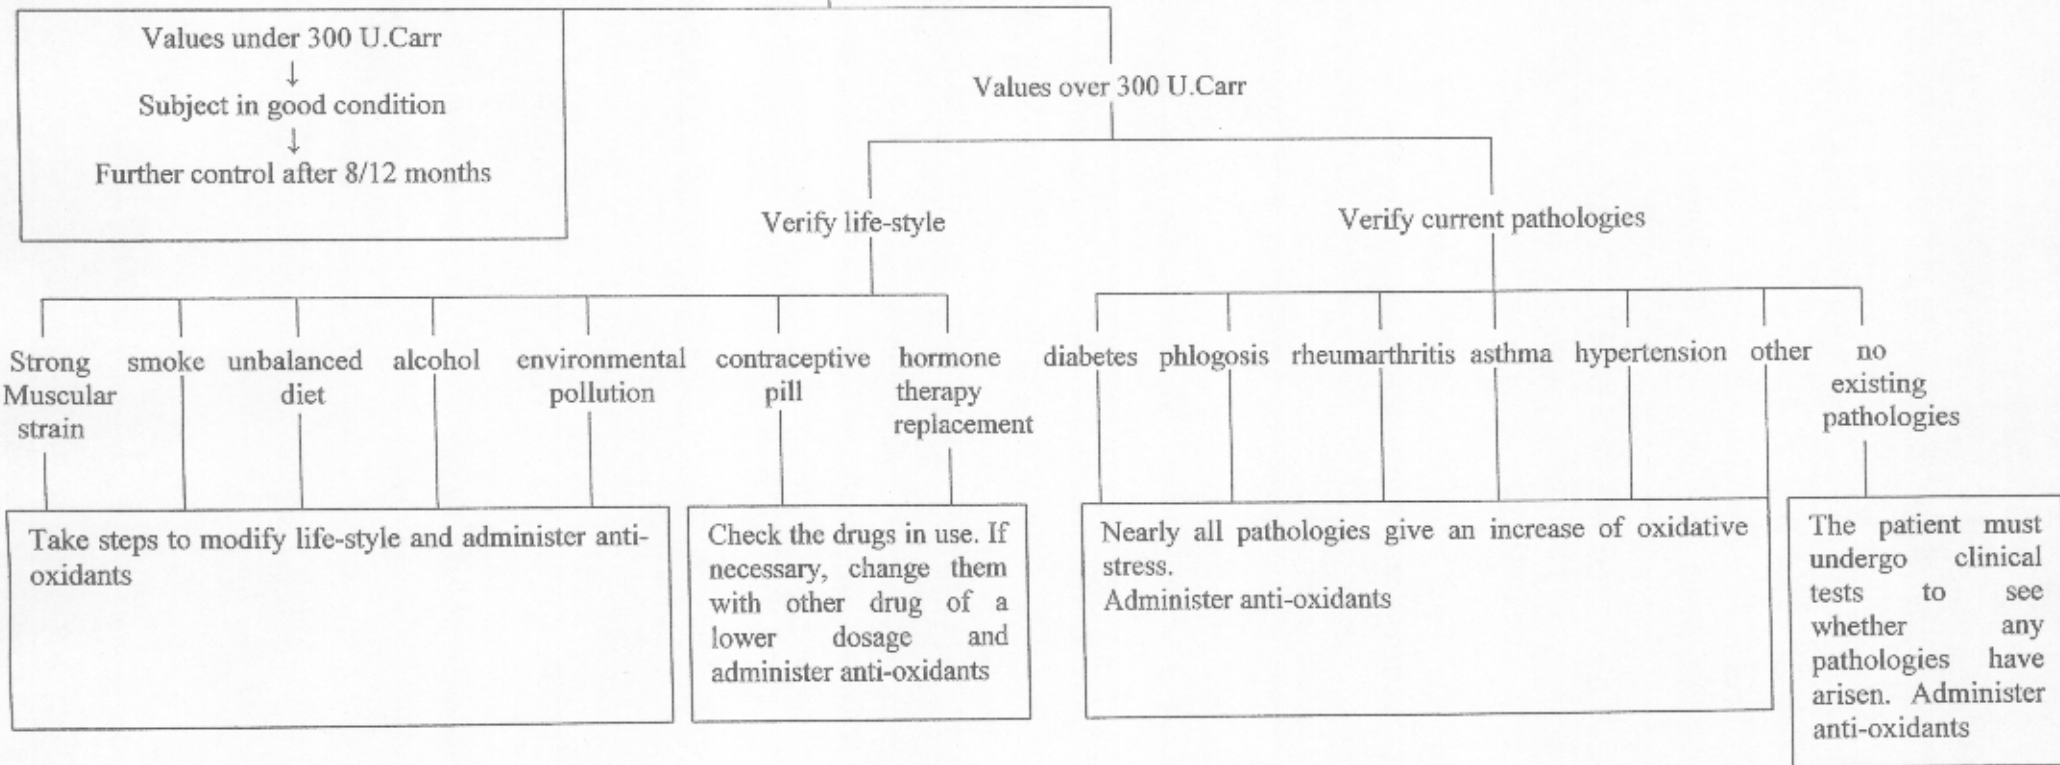 Values under 300 U.Carr
↓
Subject in good condition
↓
Further control after 8/12 months
Values over 300 U.Carr
Verify life-style
Verify current pathologies
Strong
Muscular
strain
smoke
unbalanced
diet
alcohol
environmental
pollution
contraceptive
pill
hormone
therapy
replacement
diabetes
phlogosis
rheumarthritis
asthma
hypertension
other
no
existing
pathologies
Take steps to modify life-style and administer anti-
oxidants
Check the drugs in use. If
necessary, change them
with other drug of a
lower dosage and
administer anti-oxidants
Nearly all pathologies give an increase of oxidative
stress.
Administer anti-oxidants
The patient must
undergo clinical
tests to see
whether any
pathologies have
arisen. Administer
anti-oxidants